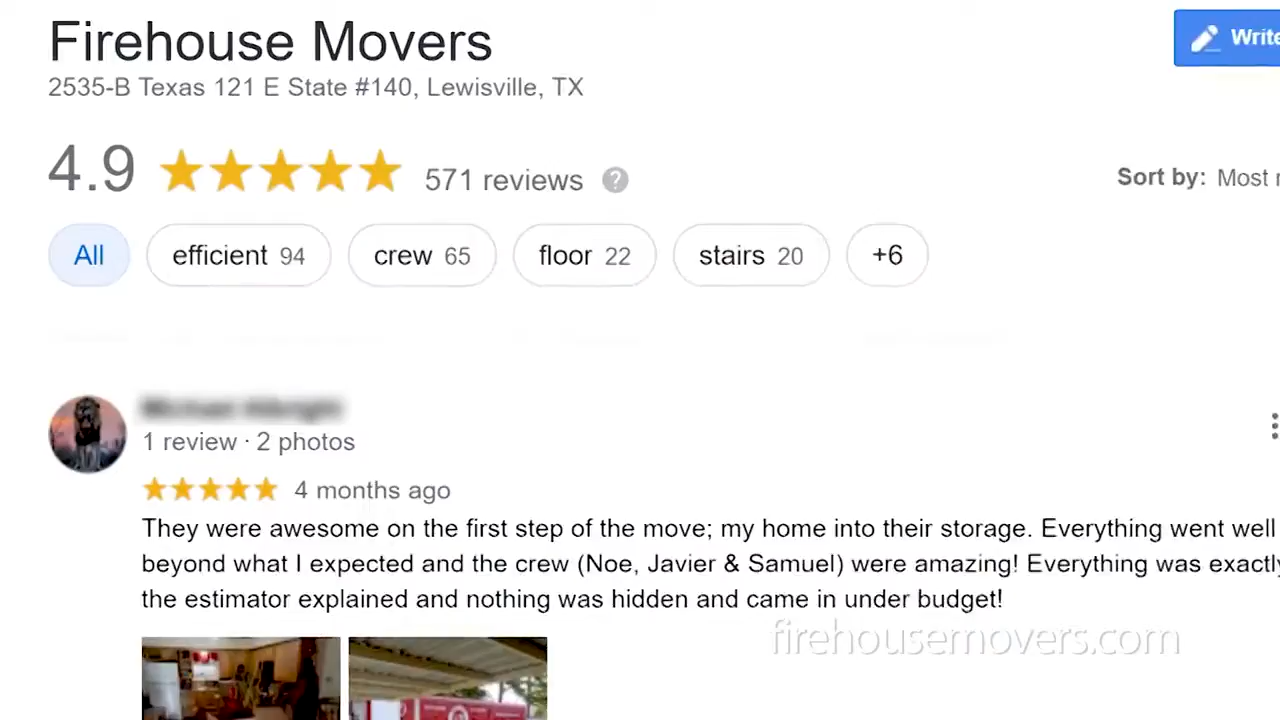 Firehouse Movers
Write
2535-B Texas 121 E State #140, Lewisville, TX
4.9 571 reviews ?
Sort by: Most
All efficient 94 crew 65 floor 22 stairs 20 +6
1 review · 2 photos
4 months ago
They were awesome on the first step of the move; my home into their storage. Everything went well
beyond what I expected and the crew (Noe, Javier & Samuel) were amazing! Everything was exactly
the estimator explained and nothing was hidden and came in under budget!
firehousemovers.com